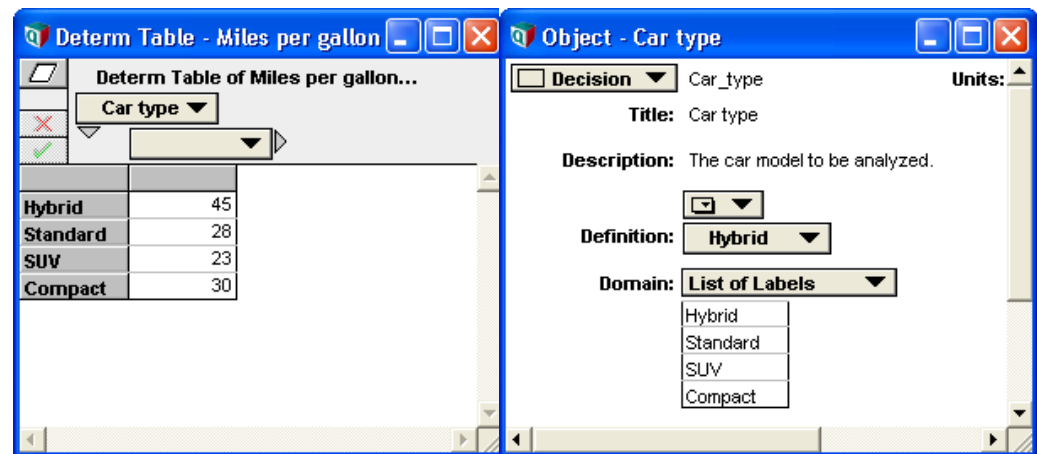 Determ Table - Miles per gallon
Determ Table of Miles per gallon...
Car type
Hybrid 45
Standard 28
SUV 23
Compact 30
Object - Car type
Decision Car_type Units:
Title: Car type
Description: The car model to be analyzed.
Definition: Hybrid
Domain: List of Labels
Hybrid
Standard
SUV
Compact